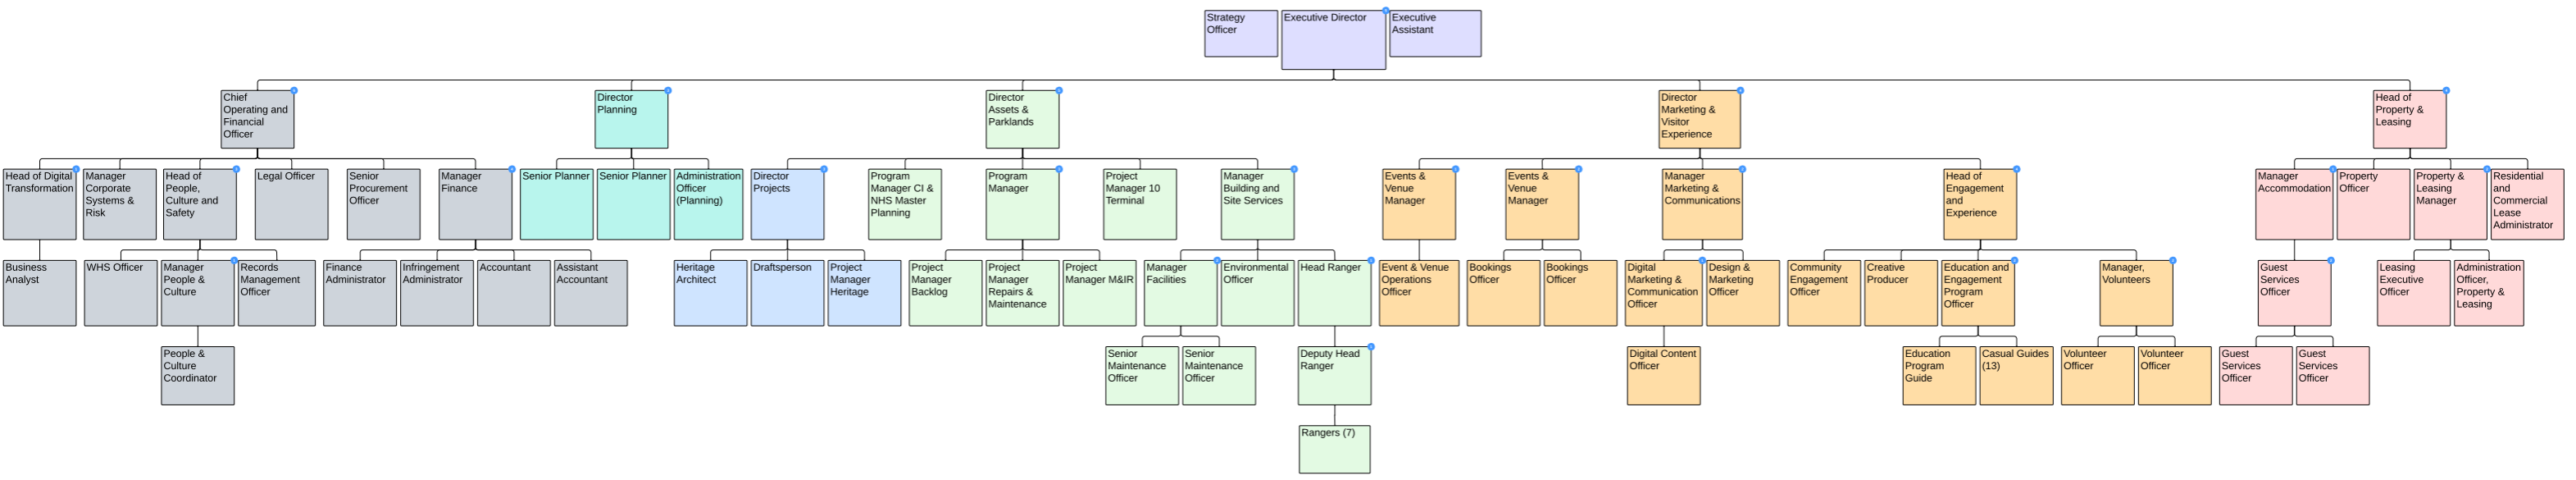 Strategy
Officer
Executive Director
Executive
Assistant
Chief
Operating and
Financial
Officer
Director
Planning
Director
Assets &
Parklands
Director
Marketing &
Visitor
Experience
Head of
Property &
Leasing
Head of Digital
Transformation
Manager
Corporate
Systems &
Risk
Head of
People,
Culture and
Safety
Legal Officer
Senior
Procurement
Officer
Manager
Finance
Senior Planner
Senior Planner
Administration
Officer
(Planning)
Director
Projects
Program
Manager CI &
NHS Master
Planning
Program
Manager
Project
Manager 10
Terminal
Manager
Building and
Site Services
Events &
Venue
Manager
Events &
Venue
Manager
Manager
Marketing &
Communications
Head of
Engagement
and
Experience
Manager
Accommodation
Property
Officer
Property &
Leasing
Manager
Residential
and
Commercial
Lease
Administrator
Business
Analyst
WHS Officer
Manager
People &
Culture
Records
Management
Officer
Finance
Administrator
Infringement
Administrator
Accountant
Assistant
Accountant
Heritage
Architect
Draftsperson
Project
Manager
Heritage
Project
Manager
Backlog
Project
Manager
Repairs &
Maintenance
Project
Manager M&IR
Manager
Facilities
Environmental
Officer
Head Ranger
Event & Venue
Operations
Officer
Bookings
Officer
Bookings
Officer
Digital
Marketing &
Communication
Officer
Design &
Marketing
Officer
Community
Engagement
Officer
Creative
Producer
Education and
Engagement
Program
Officer
Manager,
Volunteers
Guest
Services
Officer
Leasing
Executive
Officer
Administration
Officer,
Property &
Leasing
People &
Culture
Coordinator
Senior
Maintenance
Officer
Senior
Maintenance
Officer
Deputy Head
Ranger
Digital Content
Officer
Education
Program
Guide
Casual Guides
(13)
Volunteer
Officer
Volunteer
Officer
Guest
Services
Officer
Guest
Services
Officer
Rangers (7)